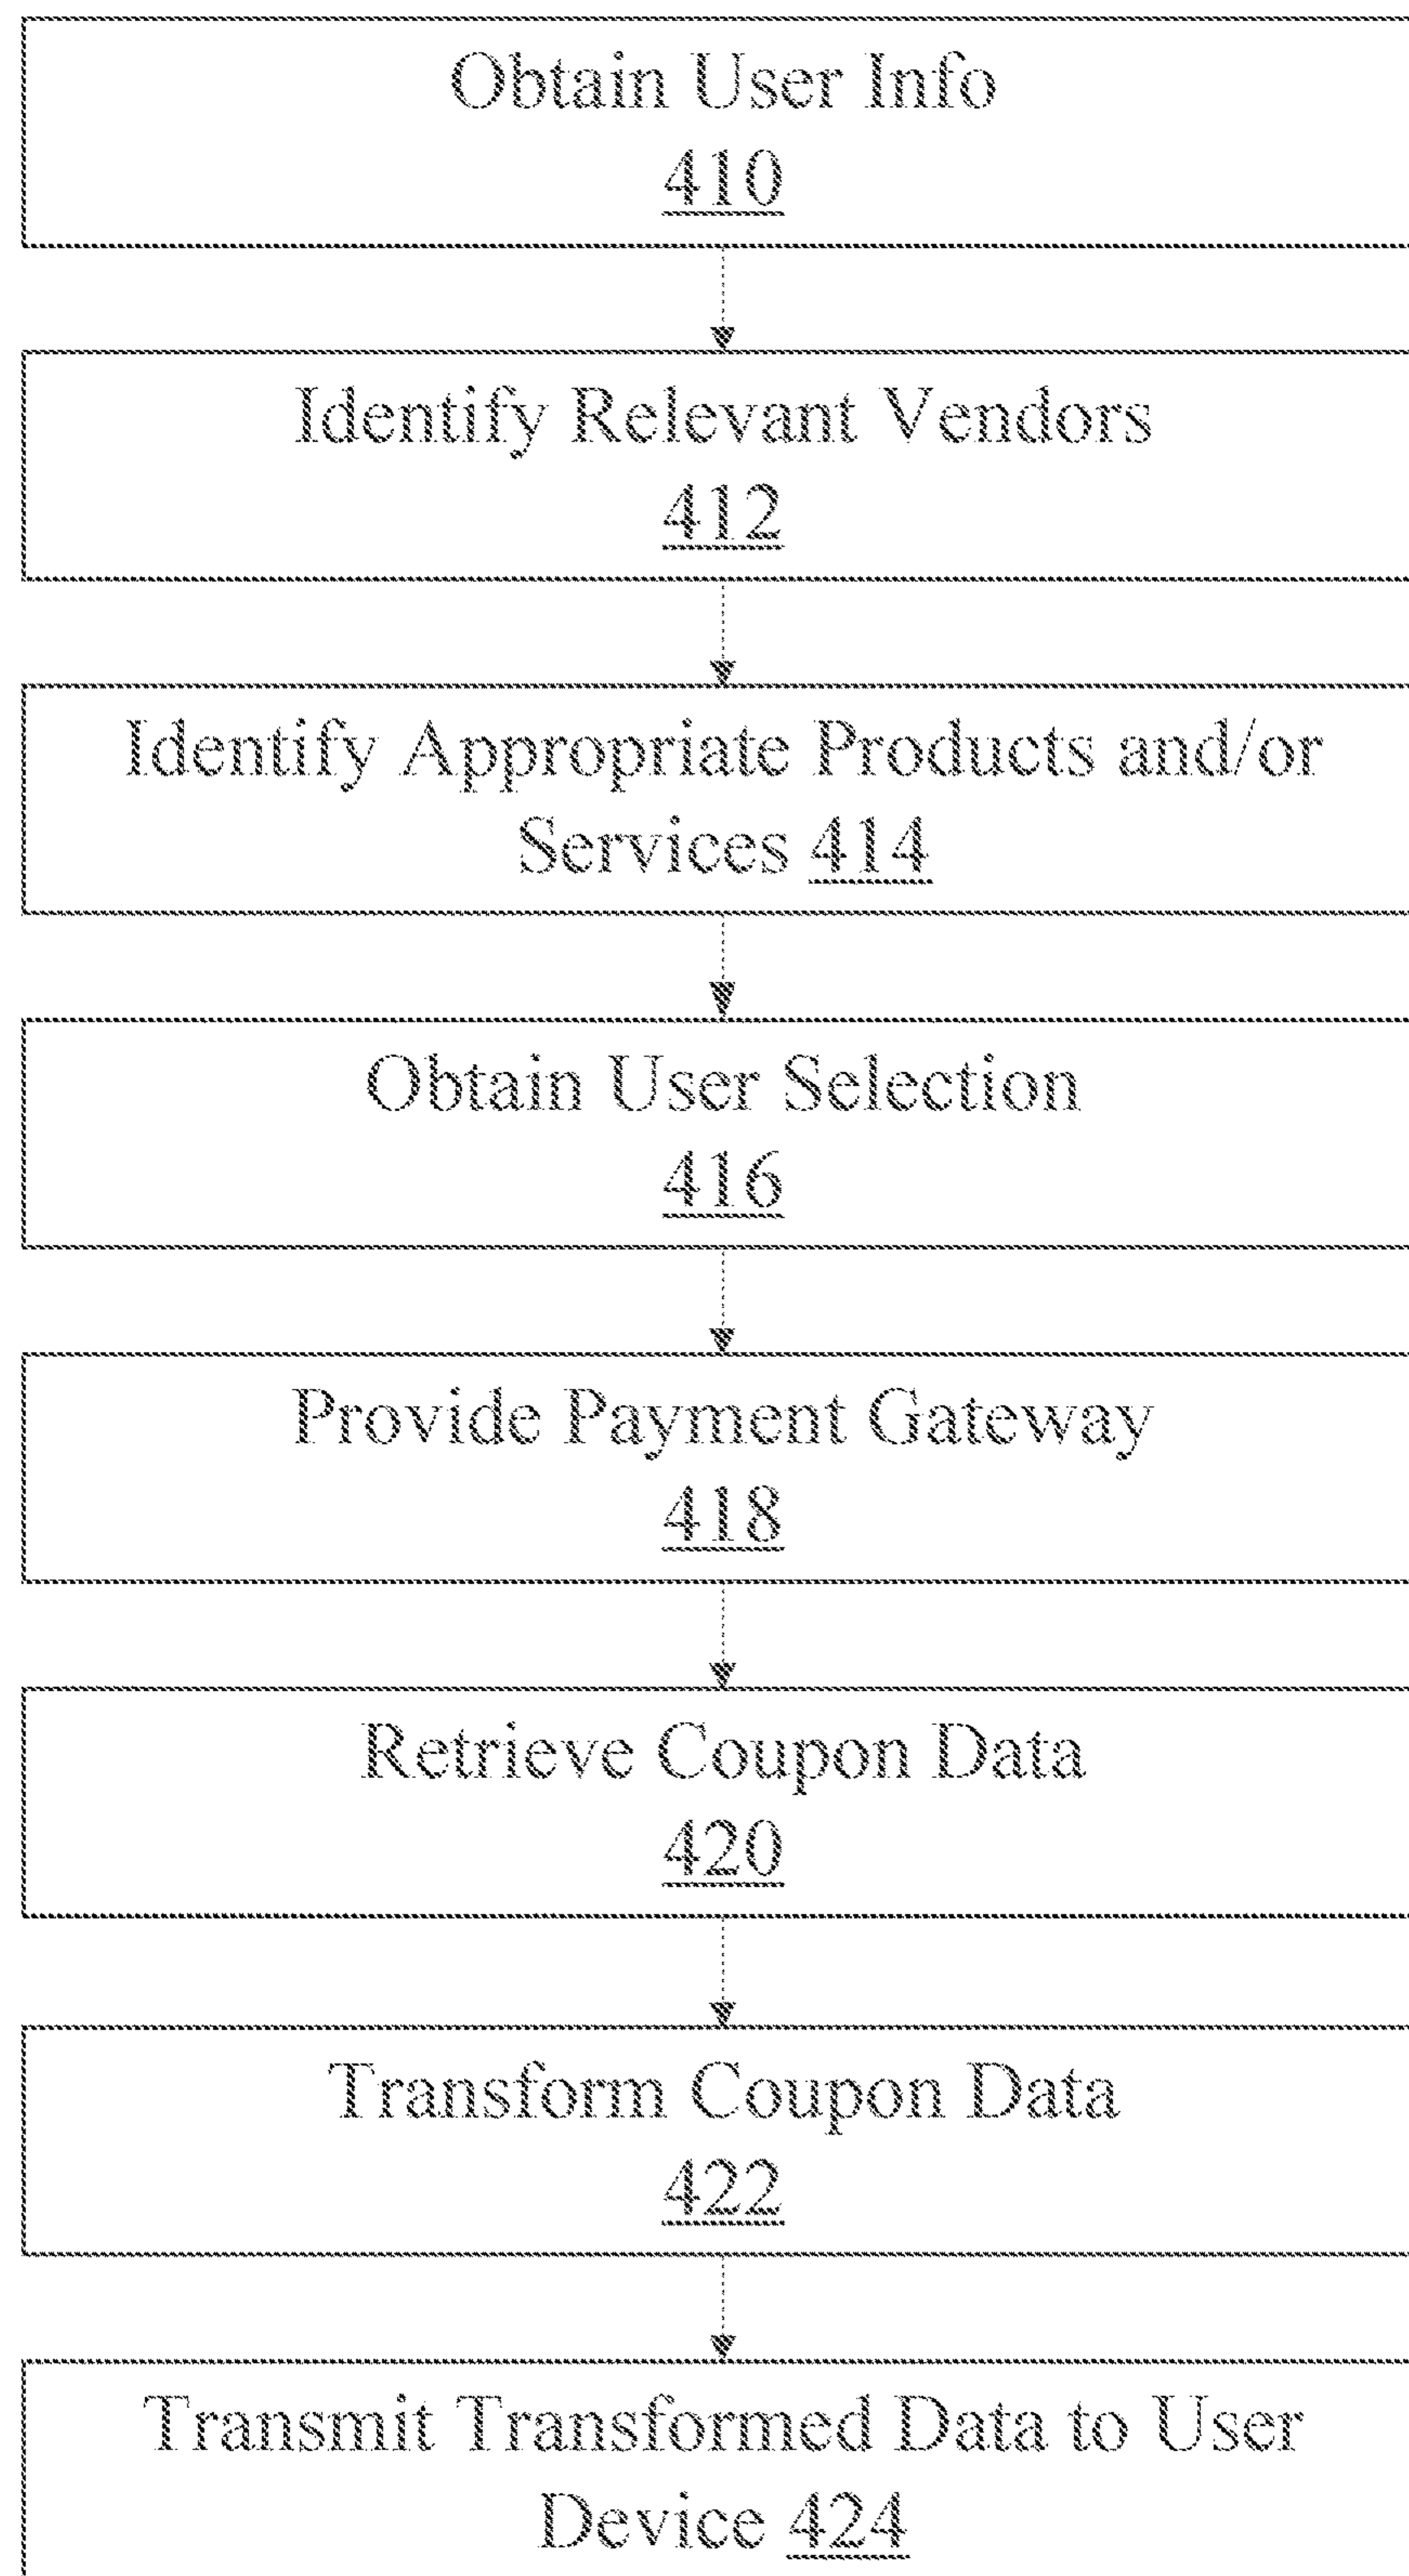 Obtain User Info
410
Identify Relevant Vendors
412
Identify Appropriate Products and/or
Services 414
Obtain User Selection
416
Provide Payment Gateway
418
Retrieve Coupon Data
420
Transform Coupon Data
422
Transmit Transformed Data to User
Device 424